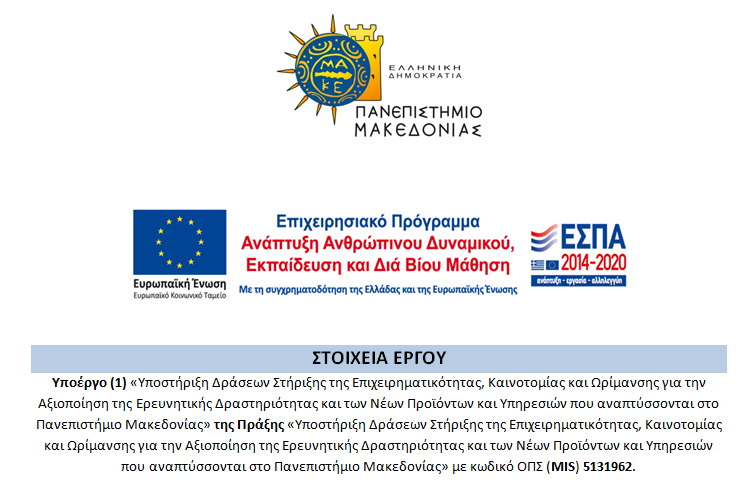 ΜΑ
ΚΕ
ΕΛΛΗΝΙΚΗ
ΔΗΜΟΚΡΑΤΙΑ
ΠΑΝΕΠΙΣΤΗΜΙΟ
ΜΑΚΕΔΟΝΙΑΣ
Ευρωπαϊκή Ένωση
Ευρωπαϊκό Κοινωνικό Ταμείο
Επιχειρησιακό Πρόγραμμα
Ανάπτυξη Ανθρώπινου Δυναμικού,
Εκπαίδευση και Διά Βίου Μάθηση
Με τη συγχρηματοδότηση της Ελλάδας και της Ευρωπαϊκής Ένωσης
ΕΣΠΑ
2014-2020
ανάπτυξη - εργασία - αλληλεγγύη
ΣΤΟΙΧΕΙΑ ΕΡΓΟΥ
Υποέργο (1) «Υποστήριξη Δράσεων Στήριξης της Επιχειρηματικότητας, Καινοτομίας και Ωρίμανσης για την
Αξιοποίηση της Ερευνητικής Δραστηριότητας και των Νέων Προϊόντων και Υπηρεσιών που αναπτύσσονται στο
Πανεπιστήμιο Μακεδονίας» της Πράξης «Υποστήριξη Δράσεων Στήριξης της Επιχειρηματικότητας, Καινοτομίας
και Ωρίμανσης για την Αξιοποίηση της Ερευνητικής Δραστηριότητας και των Νέων Προϊόντων και Υπηρεσιών
που αναπτύσσονται στο Πανεπιστήμιο Μακεδονίας» με κωδικό ΟΠΣ (MIS) 5131962.